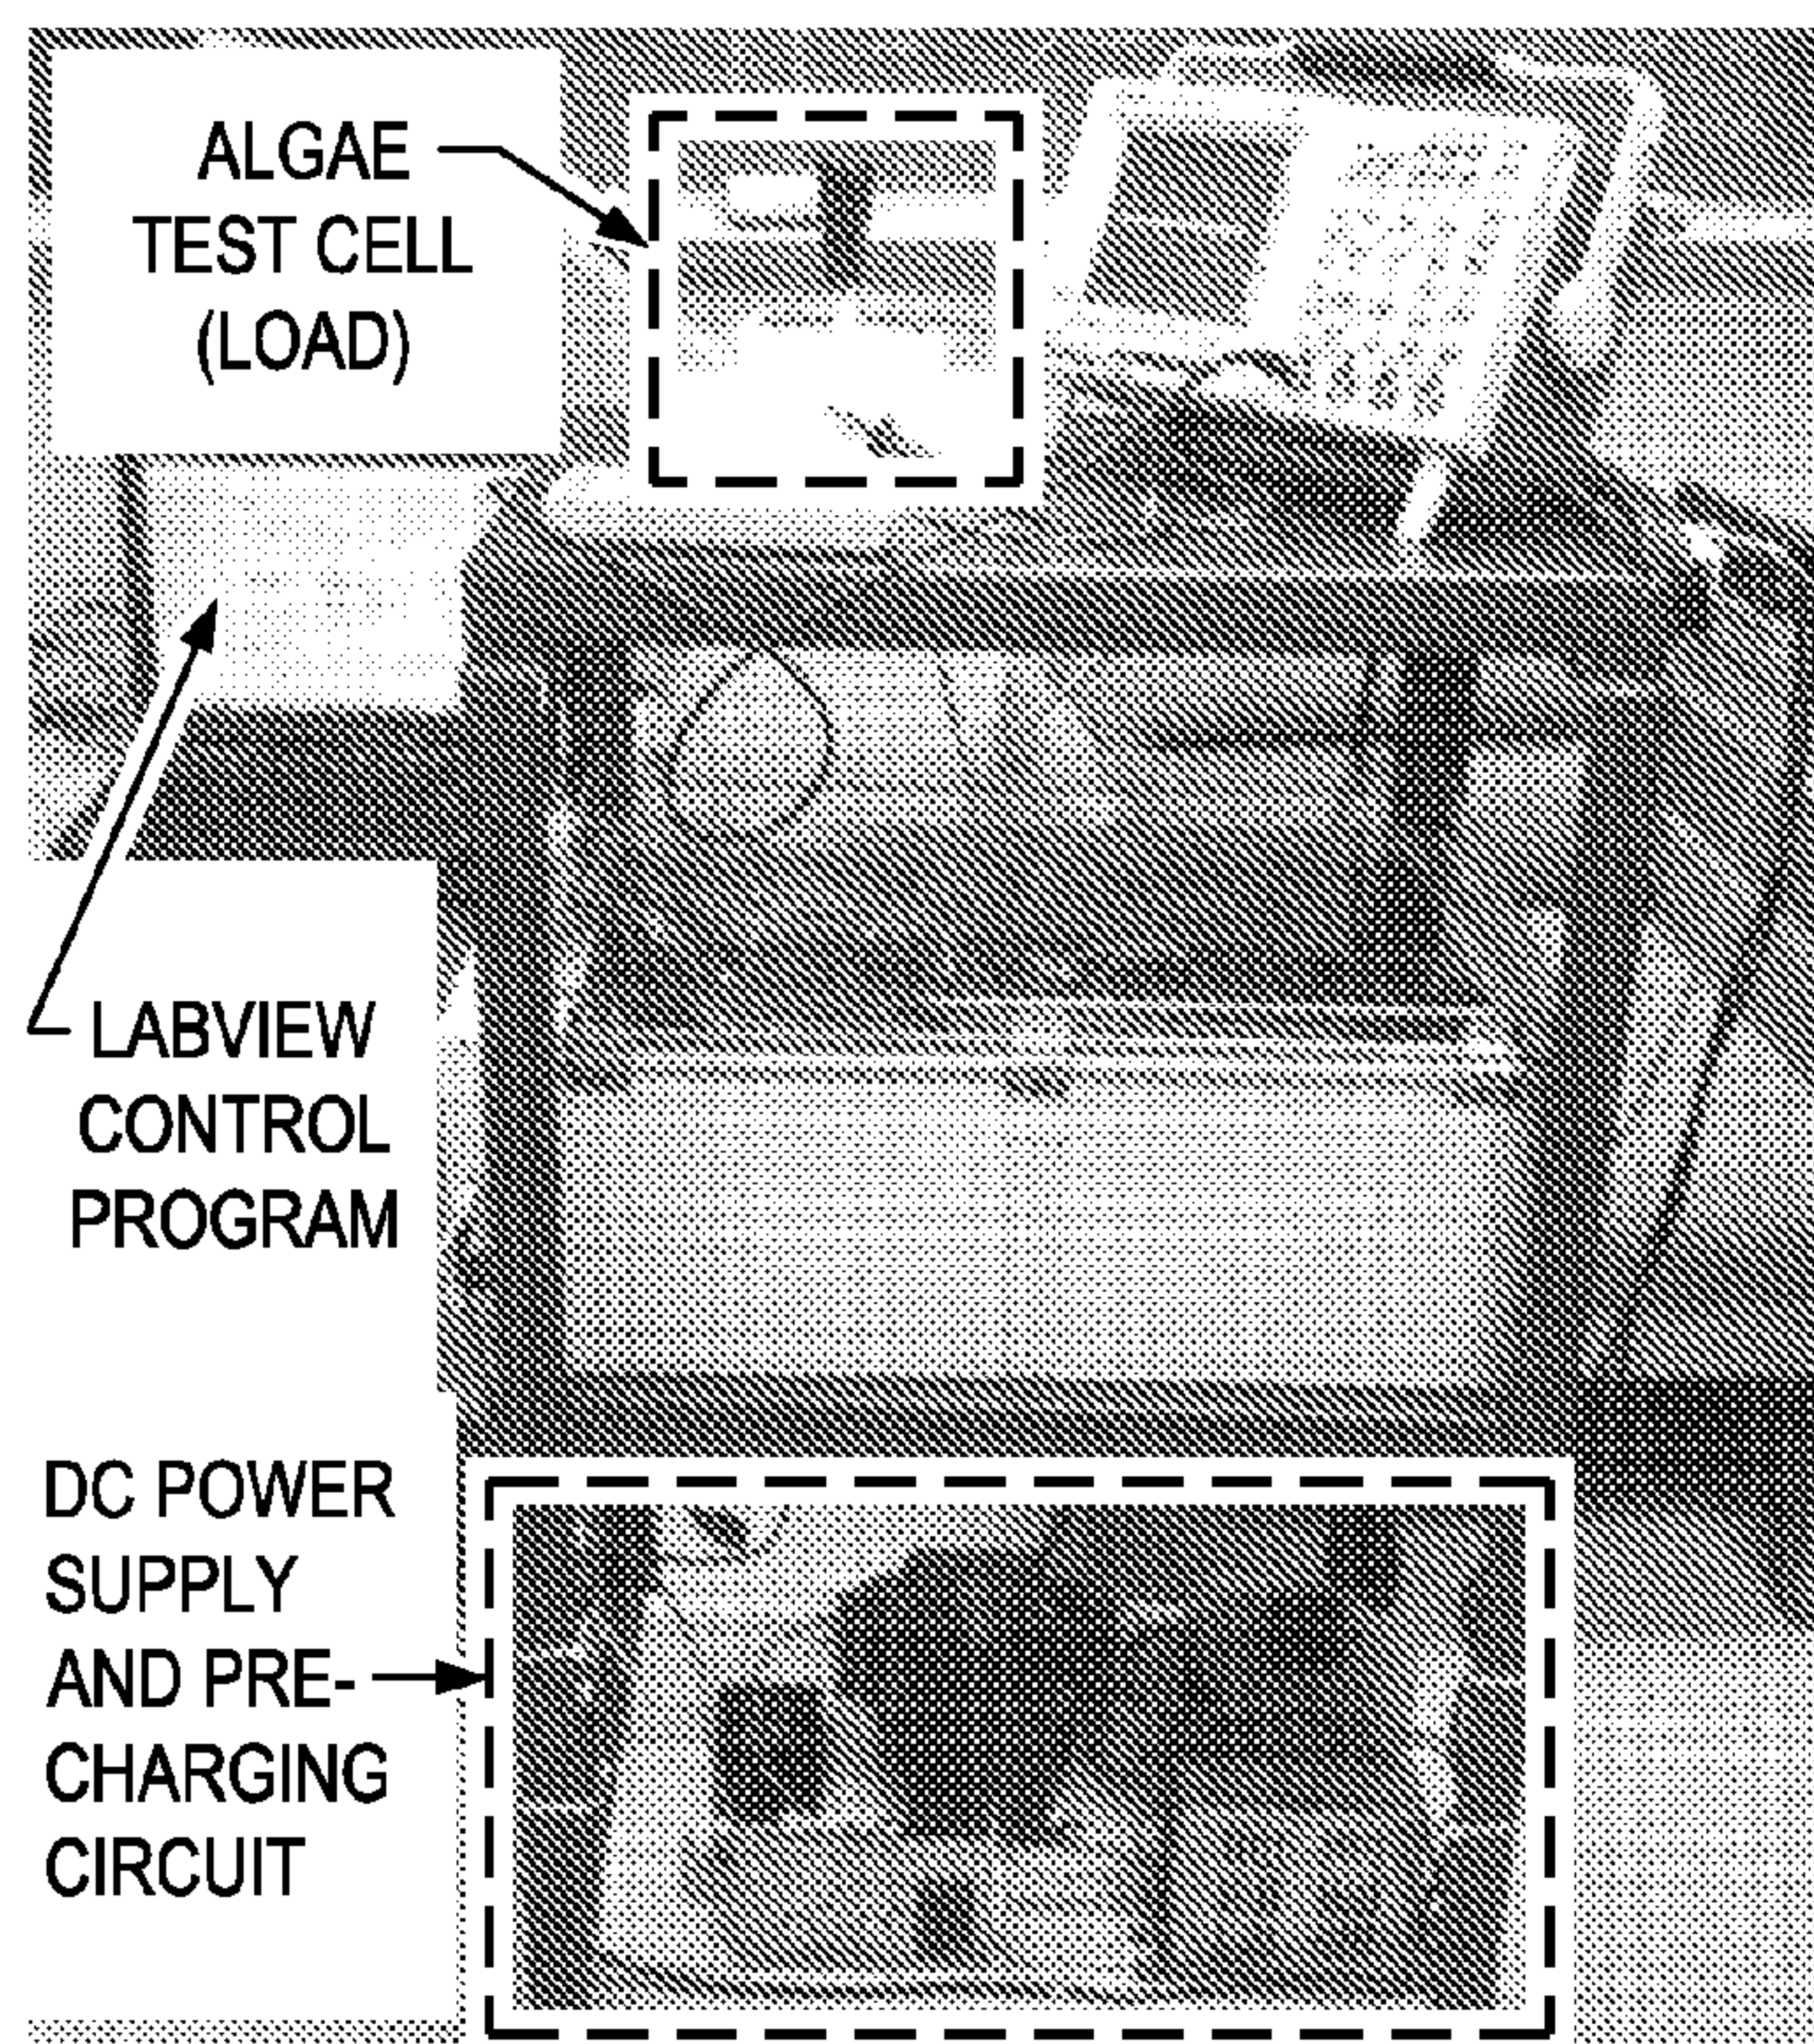 ALGAE
TEST CELL
(LOAD)
LABVIEW
CONTROL
PROGRAM
DC POWER
SUPPLY
AND PRE-
CHARGING
CIRCUIT